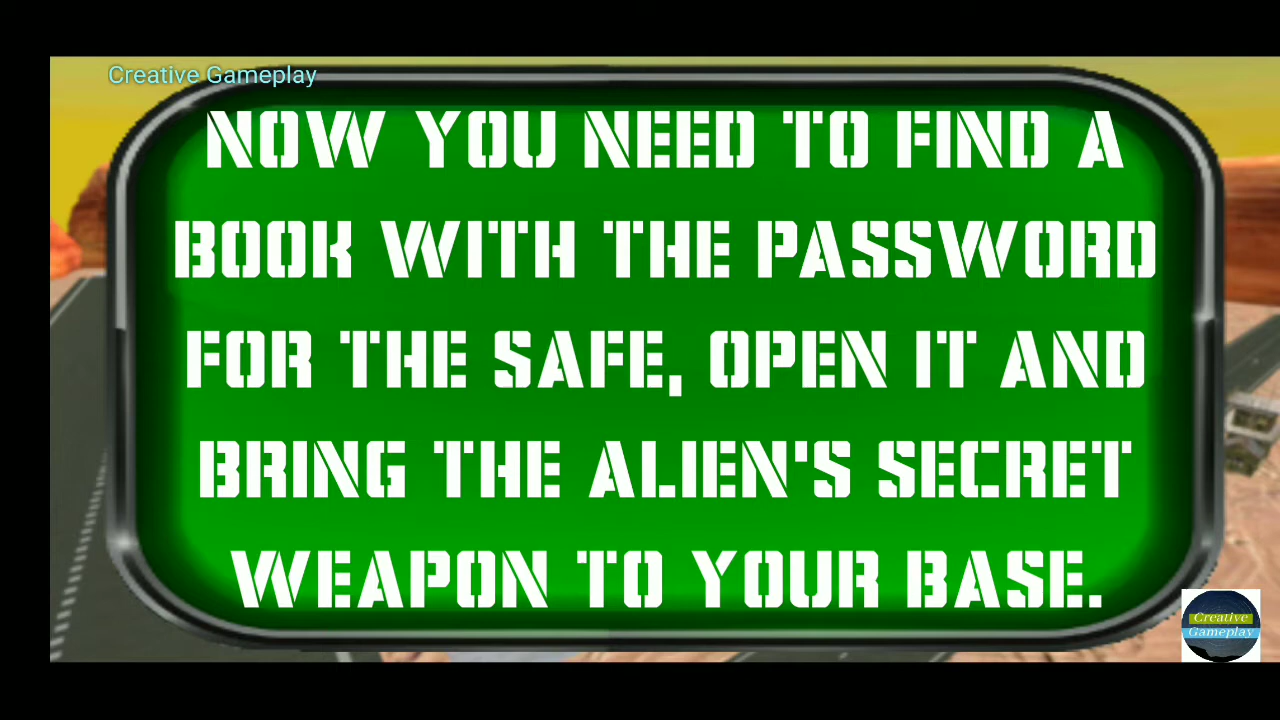 Creative Gameplay
NOW YOU NEED TO FIND A
BOOK WITH THE PASSWORD
FOR THE SAFE, OPEN IT AND
BRING THE ALIEN'S SECRET
WEAPON TO YOUR BASE.
Creative
Gameplay